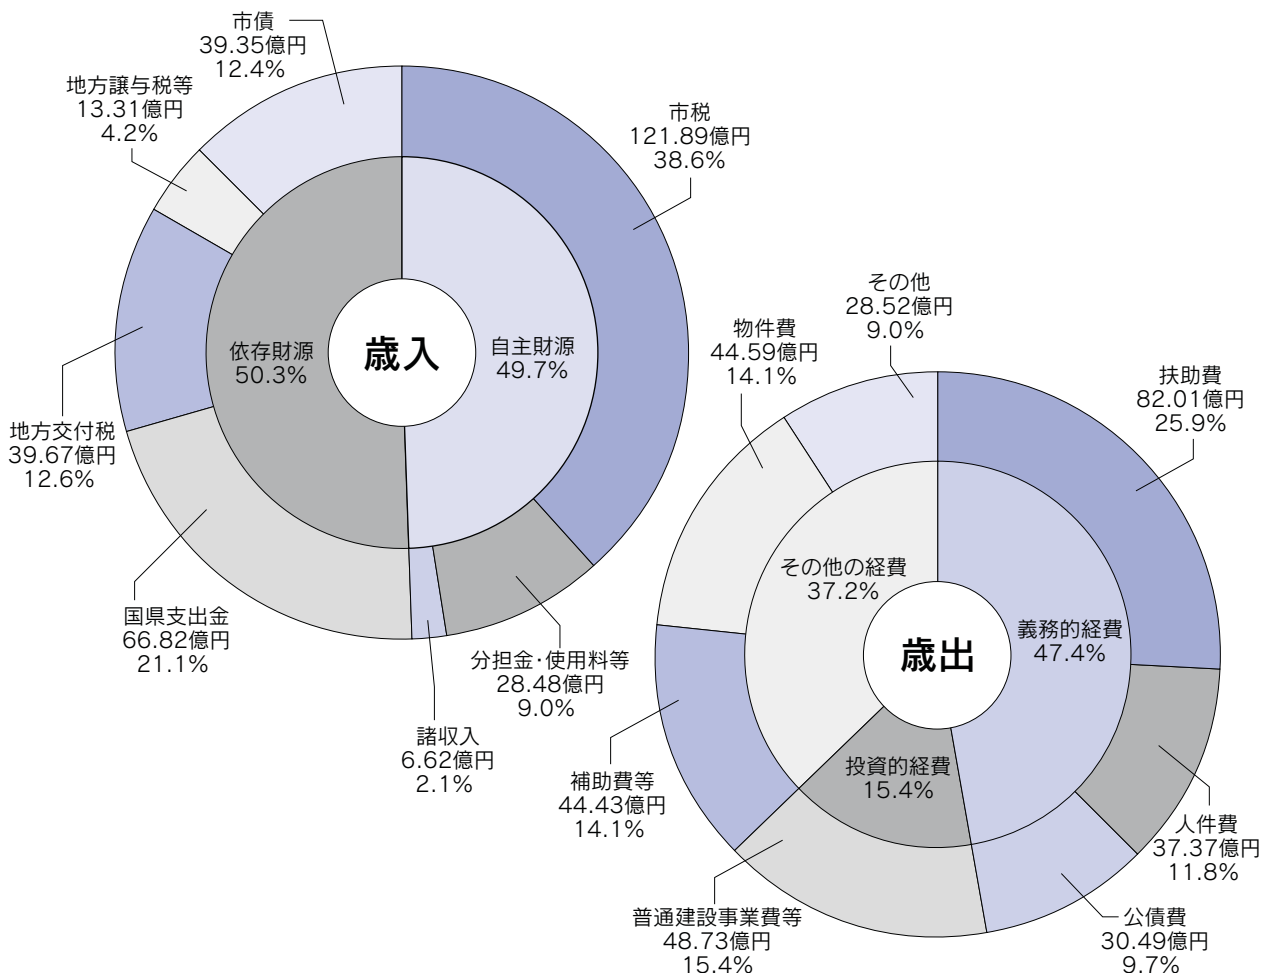 市債
39.35億円
12.4%
地方譲与税等
13.31億円
4.2%
市税
121.89億円
38.6%
依存財源
50.3%
歳入
自主財源
49.7%
地方交付税
39.67億円
12.6%
国県支出金
66.82億円
21.1%
分担金・使用料等
28.48億円
9.0%
諸収入
6.62億円
2.1%
その他
28.52億円
9.0%
物件費
44.59億円
14.1%
扶助費
82.01億円
25.9%
その他の経費
37.2%
歳出
義務的経費
47.4%
投資的経費
15.4%
補助費等
44.43億円
14.1%
人件費
37.37億円
11.8%
普通建設事業費等
48.73億円
15.4%
公債費
30.49億円
9.7%